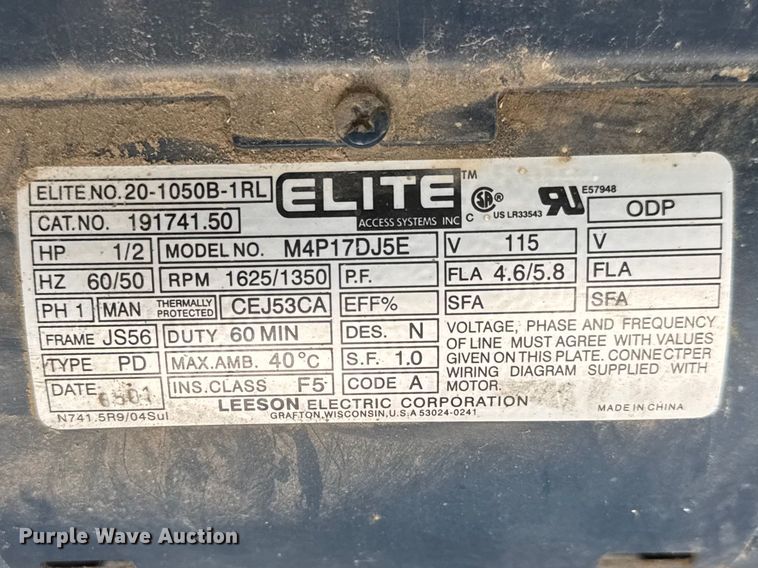 ELITE.NO. 20-1050B-1RL
ELITE™
ACCESS SYSTEMS INC
C US LR33543
E57948
ODP
CAT.NO. 191741.50
HP 1/2 MODEL NO. M4P17DJ5E V 115 V
HZ 60/50 RPM 1625/1350 P.F. FLA 4.6/5.8 FLA
PH 1 MAN THERMALLY PROTECTED CEJ53CA EFF% SFA SFA
FRAME JS56 DUTY 60 MIN DES. N
TYPE PD MAX.AMB. 40°C S.F. 1.0
DATE INS.CLASS F5 CODE A
VOLTAGE, PHASE AND FREQUENCY
OF LINE MUST AGREE WITH VALUES
GIVEN ON THIS PLATE. CONNECTPER
WIRING DIAGRAM SUPPLIED WITH
MOTOR.
N741.5R9/04Sul
LEESON ELECTRIC CORPORATION
GRAFTON,WISCONSIN,U.S.A 53024-0241
MADE IN CHINA
Purple Wave Auction